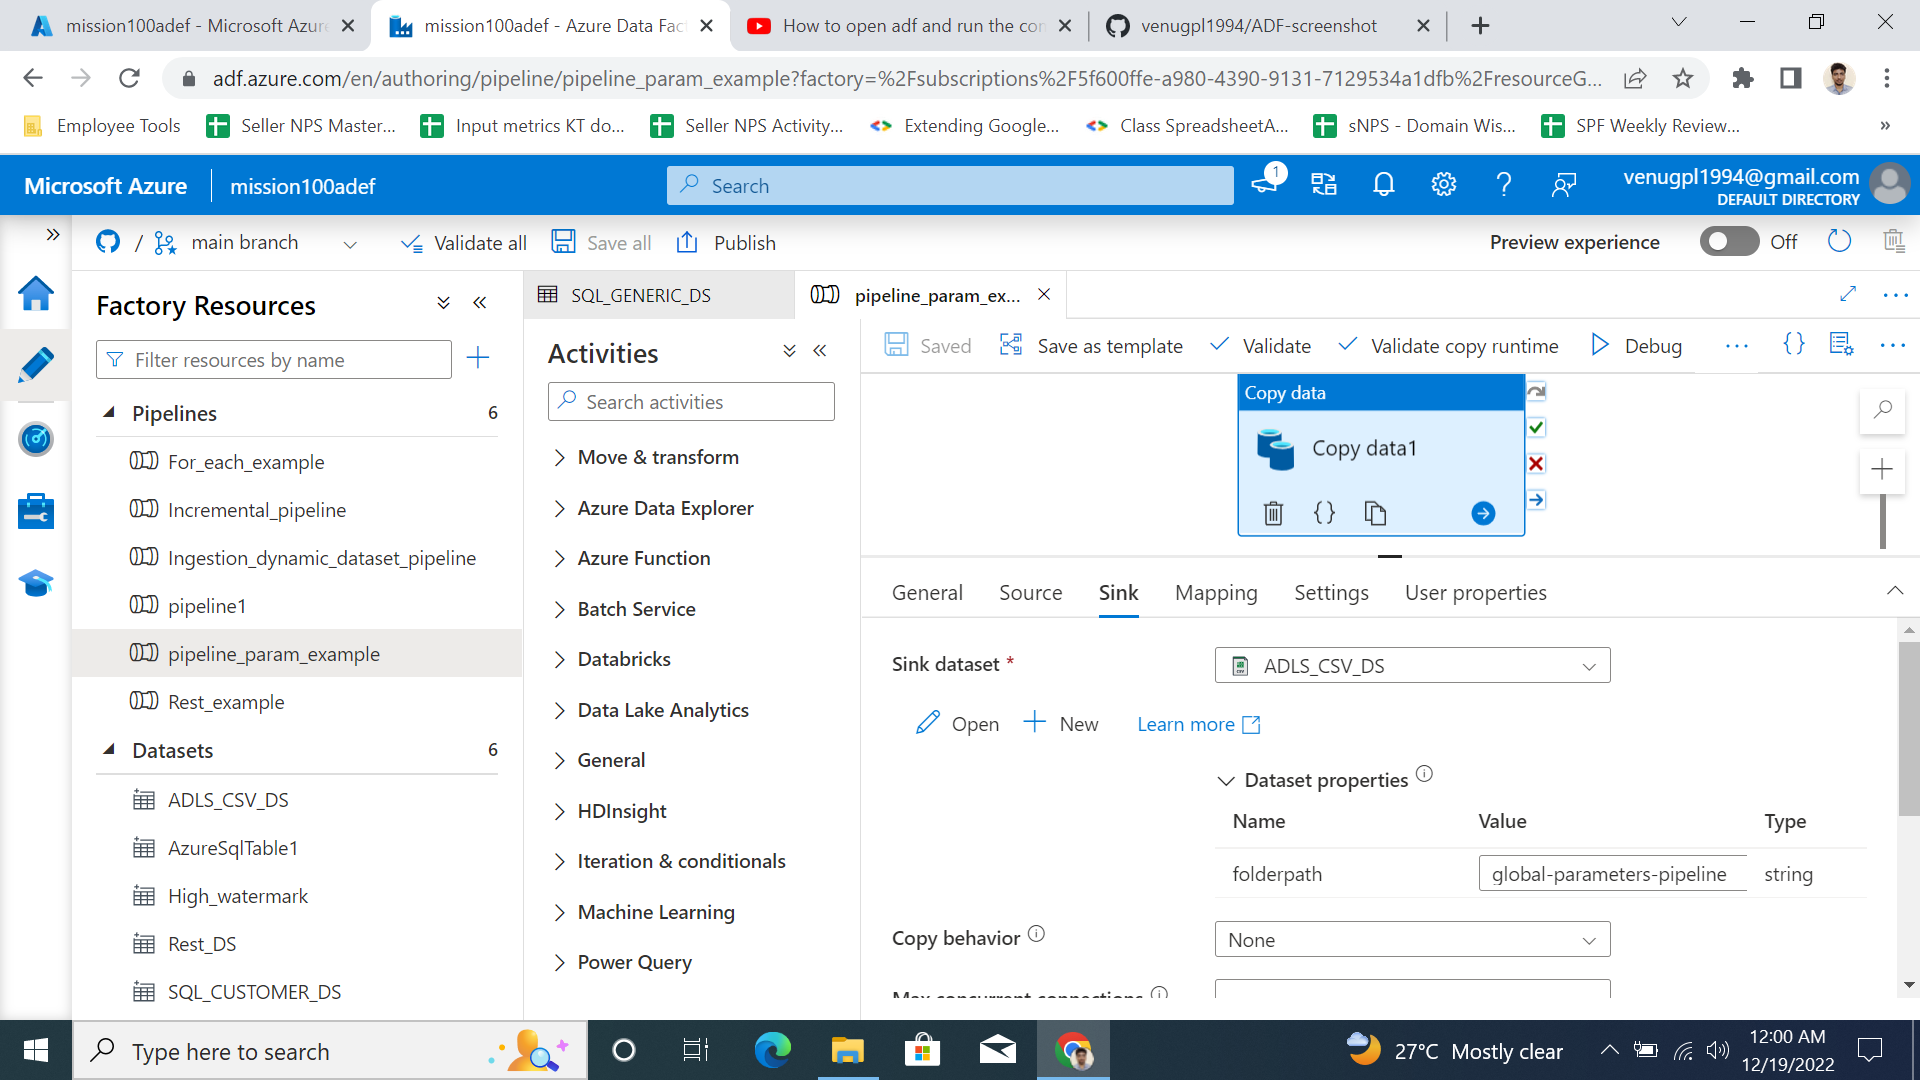 mission100adef - Microsoft Azure
mission100adef - Azure Data Fac
How to open adf and run the con
venugpl1994/ADF-screenshot
adf.azure.com/en/authoring/pipeline/pipeline_param_example?factory=%2Fsubscriptions%2F5f600ffe-a980-4390-9131-7129534a1dfb%2FresourceG...
Employee Tools
Seller NPS Master...
Input metrics KT do...
Seller NPS Activity...
Extending Google...
Class SpreadsheetA...
sNPS - Domain Wis...
SPF Weekly Review...
»
Microsoft Azure
mission100adef
Search
1
venugpl1994@gmail.com
DEFAULT DIRECTORY
/ main branch
Validate all
Save all
Publish
Preview experience
Off
Factory Resources
Filter resources by name
Pipelines 6
For_each_example
Incremental_pipeline
Ingestion_dynamic_dataset_pipeline
pipeline1
pipeline_param_example
Rest_example
Datasets 6
ADLS_CSV_DS
AzureSqlTable1
High_watermark
Rest_DS
SQL_CUSTOMER_DS
SQL_GENERIC_DS
pipeline_param_ex...
Activities
Search activities
Move & transform
Azure Data Explorer
Azure Function
Batch Service
Databricks
Data Lake Analytics
General
HDInsight
Iteration & conditionals
Machine Learning
Power Query
Saved
Save as template
Validate
Validate copy runtime
Debug
Copy data
Copy data1
General
Source
Sink
Mapping
Settings
User properties
Sink dataset *
ADLS_CSV_DS
Open
New
Learn more
Dataset properties
Name Value Type
folderpath global-parameters-pipeline string
Copy behavior
None
Max concurrent connections
Type here to search
27°C Mostly clear
12:00 AM
12/19/2022